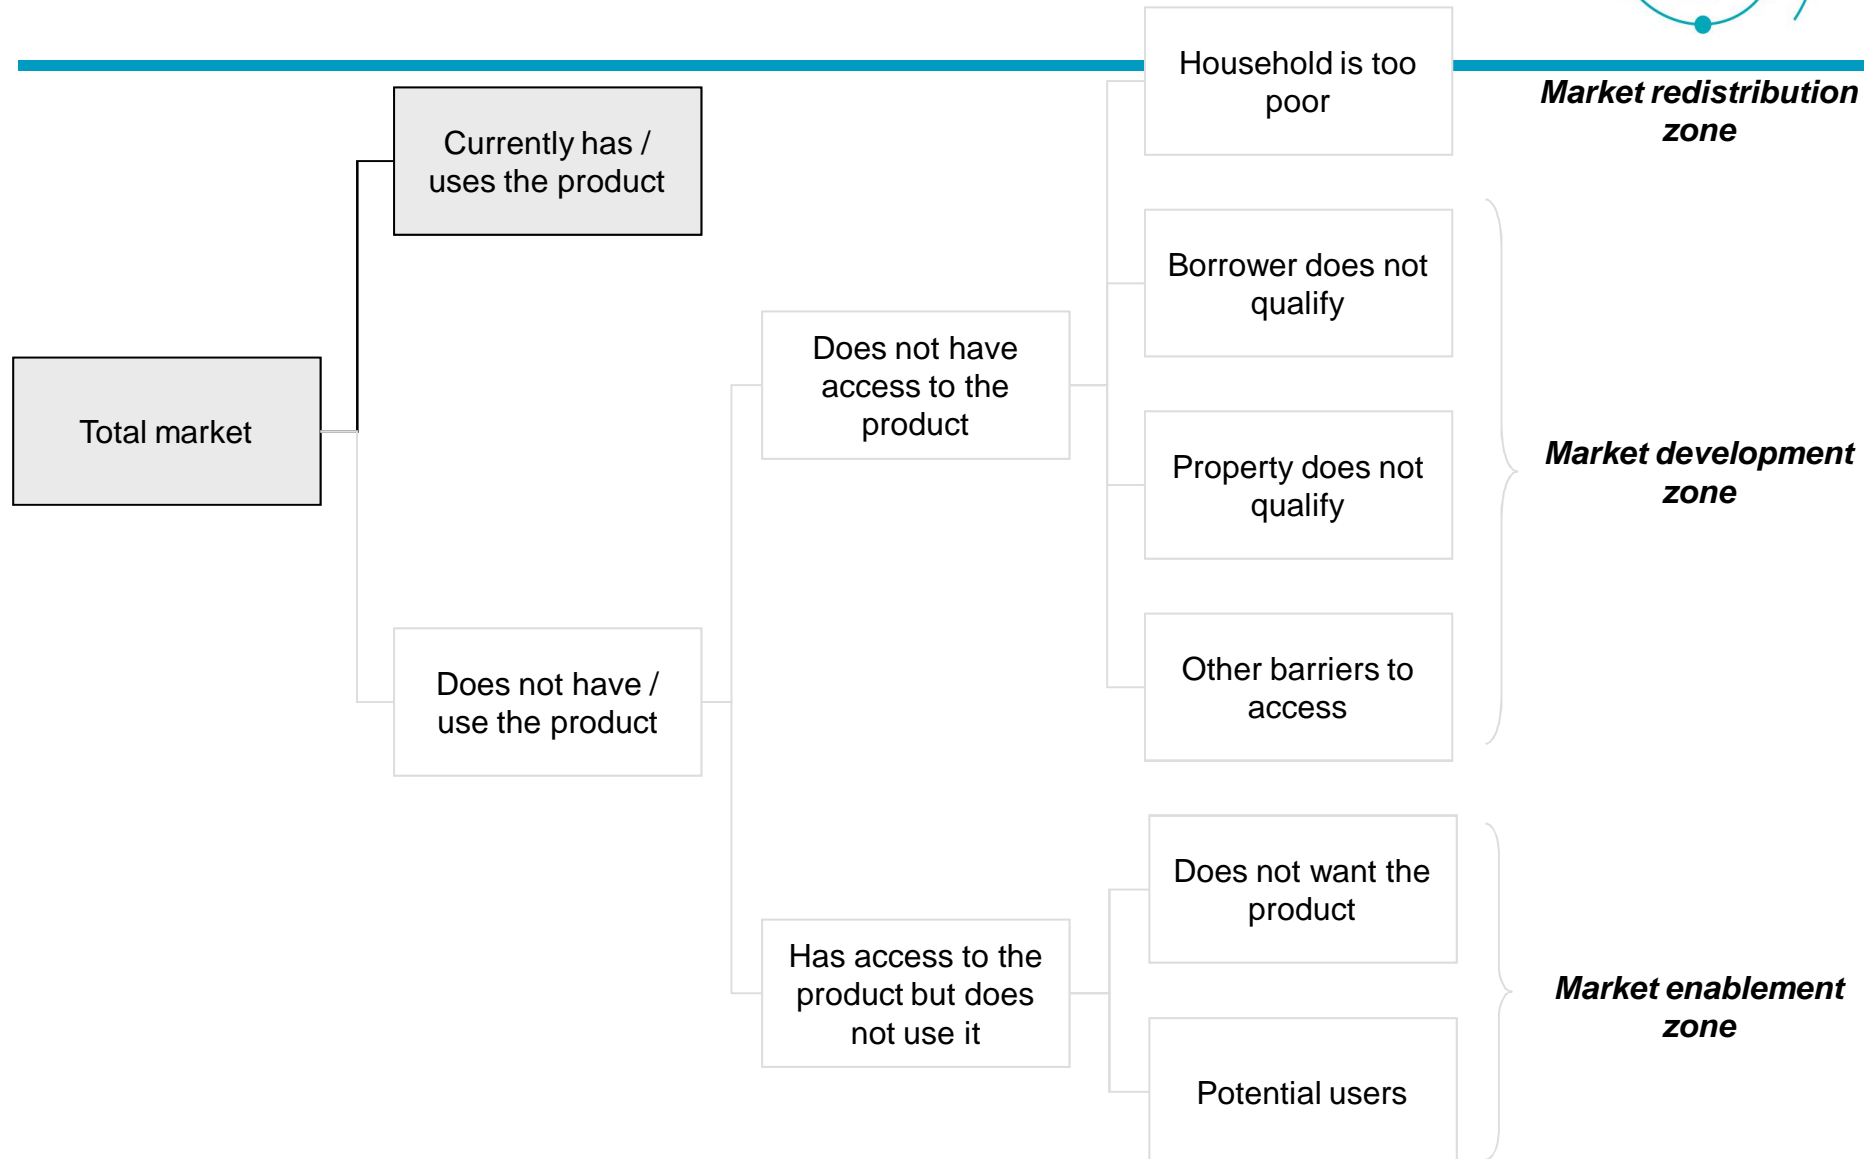 Household is too
poor
Market redistribution
zone
Currently has /
uses the product
Borrower does not
qualify
Does not have
access to the
product
Total market
Property does not
qualify
Market development
zone
Does not have /
use the product
Other barriers to
access
Does not want the
product
Has access to the
product but does
not use it
Market enablement
zone
Potential users